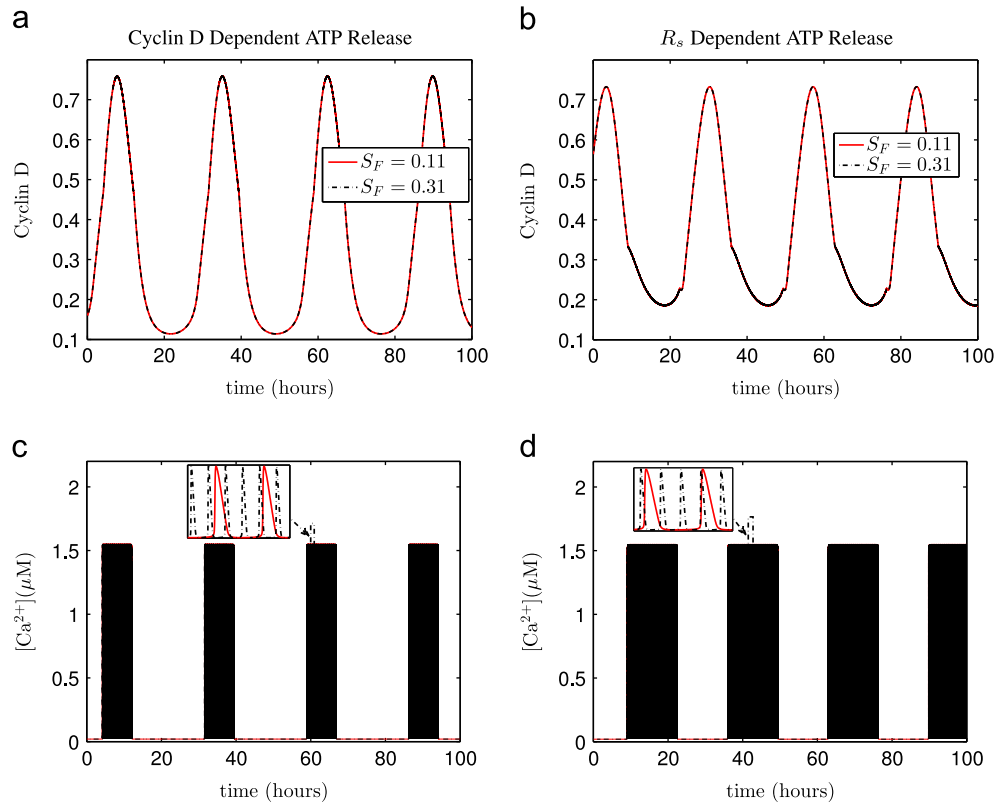 a
Cyclin D Dependent ATP Release
Cyclin D
0.7
0.6
0.5
0.4
0.3
0.2
0.1
S_F = 0.11
S_F = 0.31
0 20 40 60 80 100
time (hours)
b
R_s Dependent ATP Release
Cyclin D
0.7
0.6
0.5
0.4
0.3
0.2
0.1
S_F = 0.11
S_F = 0.31
0 20 40 60 80 100
time (hours)
c
[Ca²⁺](μM)
2
1.5
1
0.5
0
0 20 40 60 80 100
time (hours)
d
[Ca²⁺](μM)
2
1.5
1
0.5
0
0 20 40 60 80 100
time (hours)